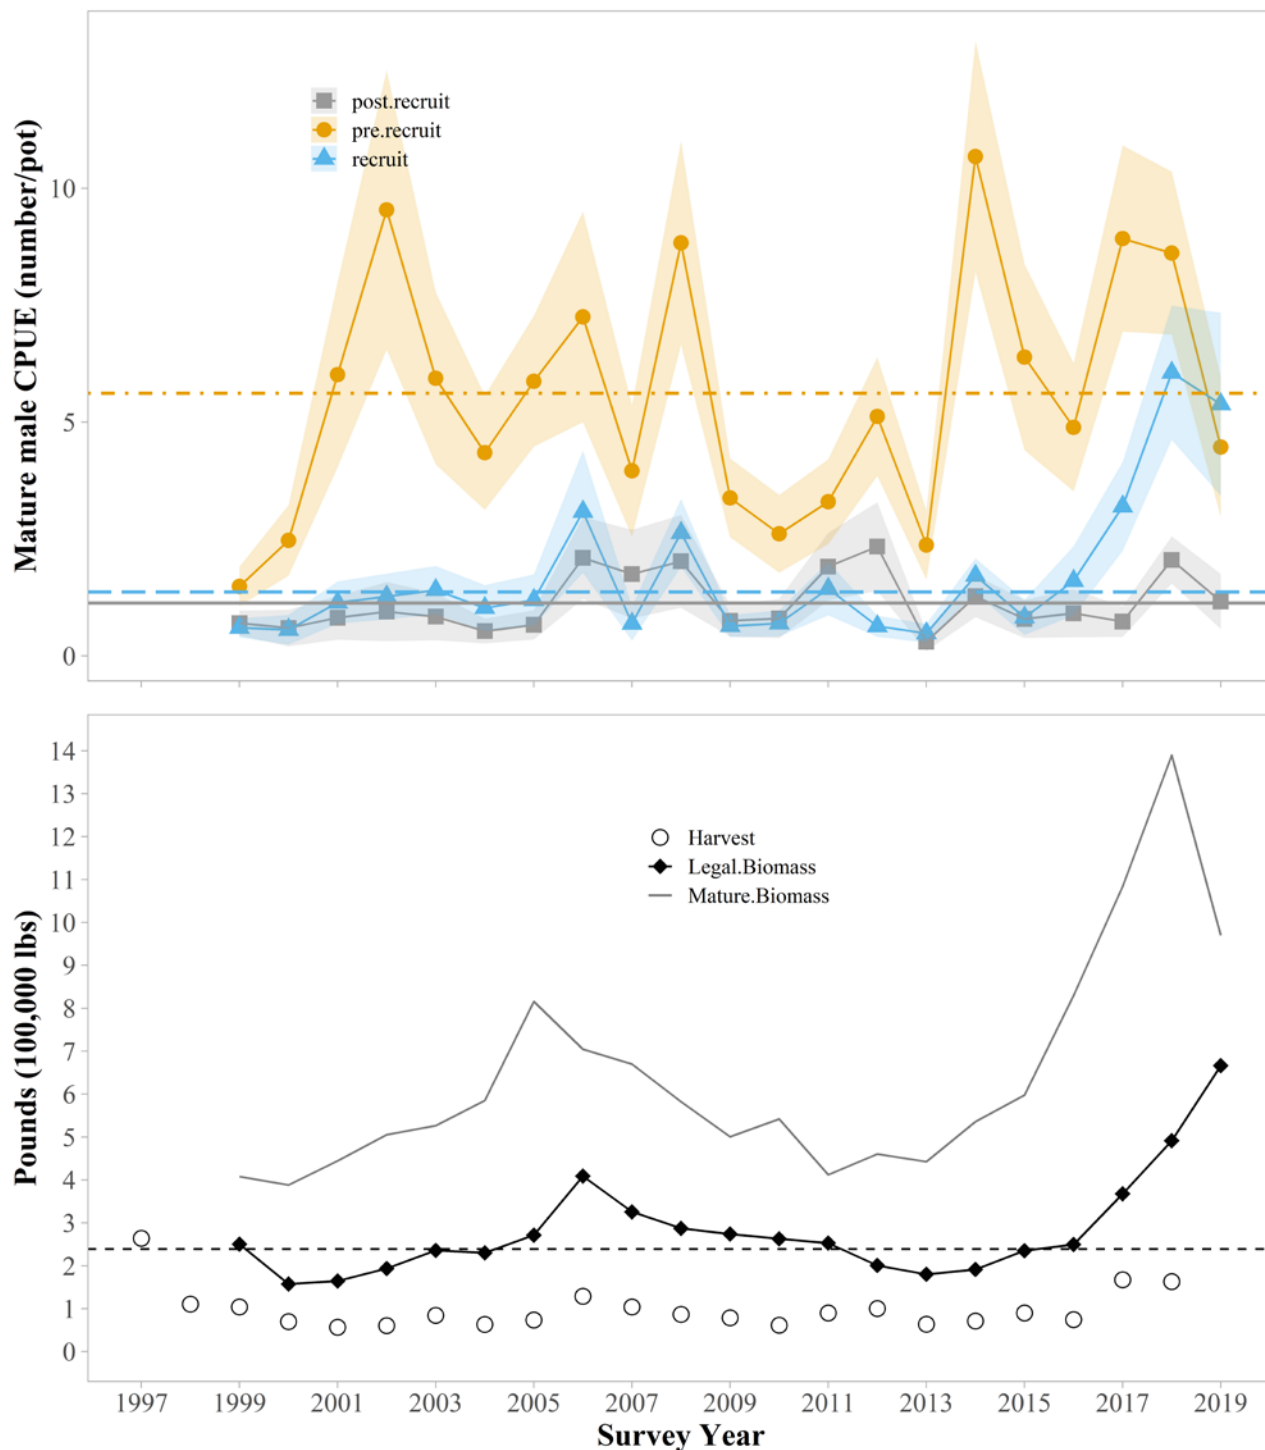 Mature male CPUE (number/pot)
post.recruit
pre.recruit
recruit
10
5
0
Pounds (100,000 lbs)
14
13
12
11
10
9
8
7
6
5
4
3
2
1
0
Harvest
Legal.Biomass
Mature.Biomass
1997 1999 2001 2003 2005 2007 2009 2011 2013 2015 2017 2019
Survey Year